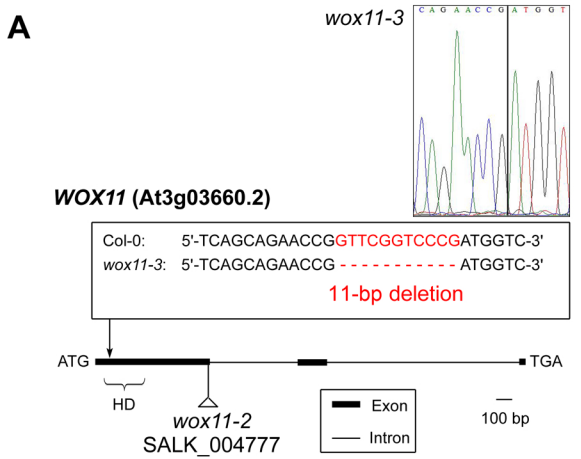 A
wox11-3
CAGAACCGATGGT
WOX11 (At3g03660.2)
Col-0: 5'-TCAGCAGAACCGGTTCGGTCCCGATGGTC-3'
wox11-3: 5'-TCAGCAGAACCG-----------ATGGTC-3'
11-bp deletion
ATG TGA
HD
wox11-2
SALK_004777
Exon
Intron
100 bp